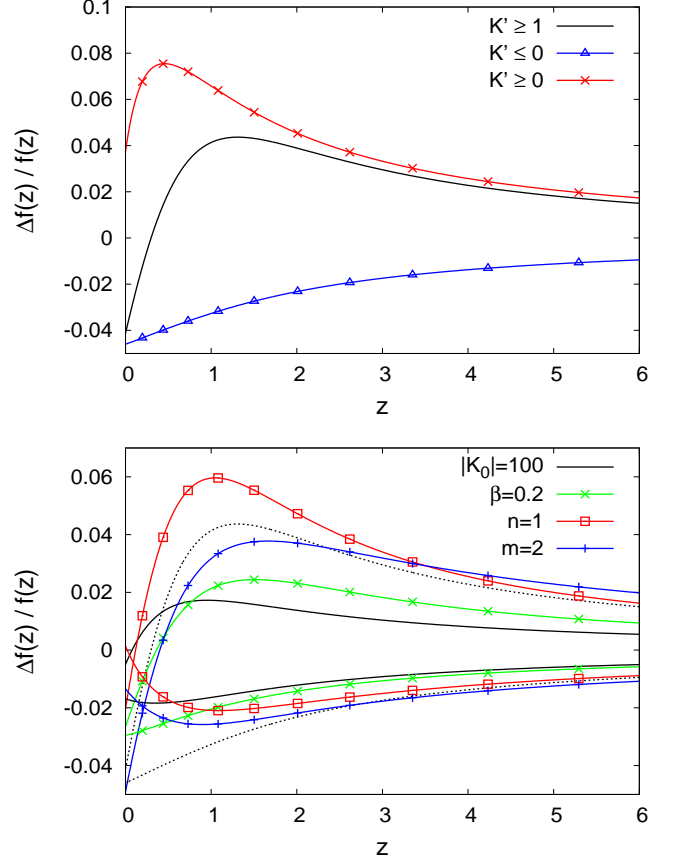 0.1
0.08
0.06
0.04
0.02
0
-0.02
-0.04
Δf(z) / f(z)
K' ≥ 1
K' ≤ 0
K' ≥ 0
0 1 2 3 4 5 6
z
0.06
0.04
0.02
0
-0.02
-0.04
Δf(z) / f(z)
|K₀|=100
β=0.2
n=1
m=2
0 1 2 3 4 5 6
z